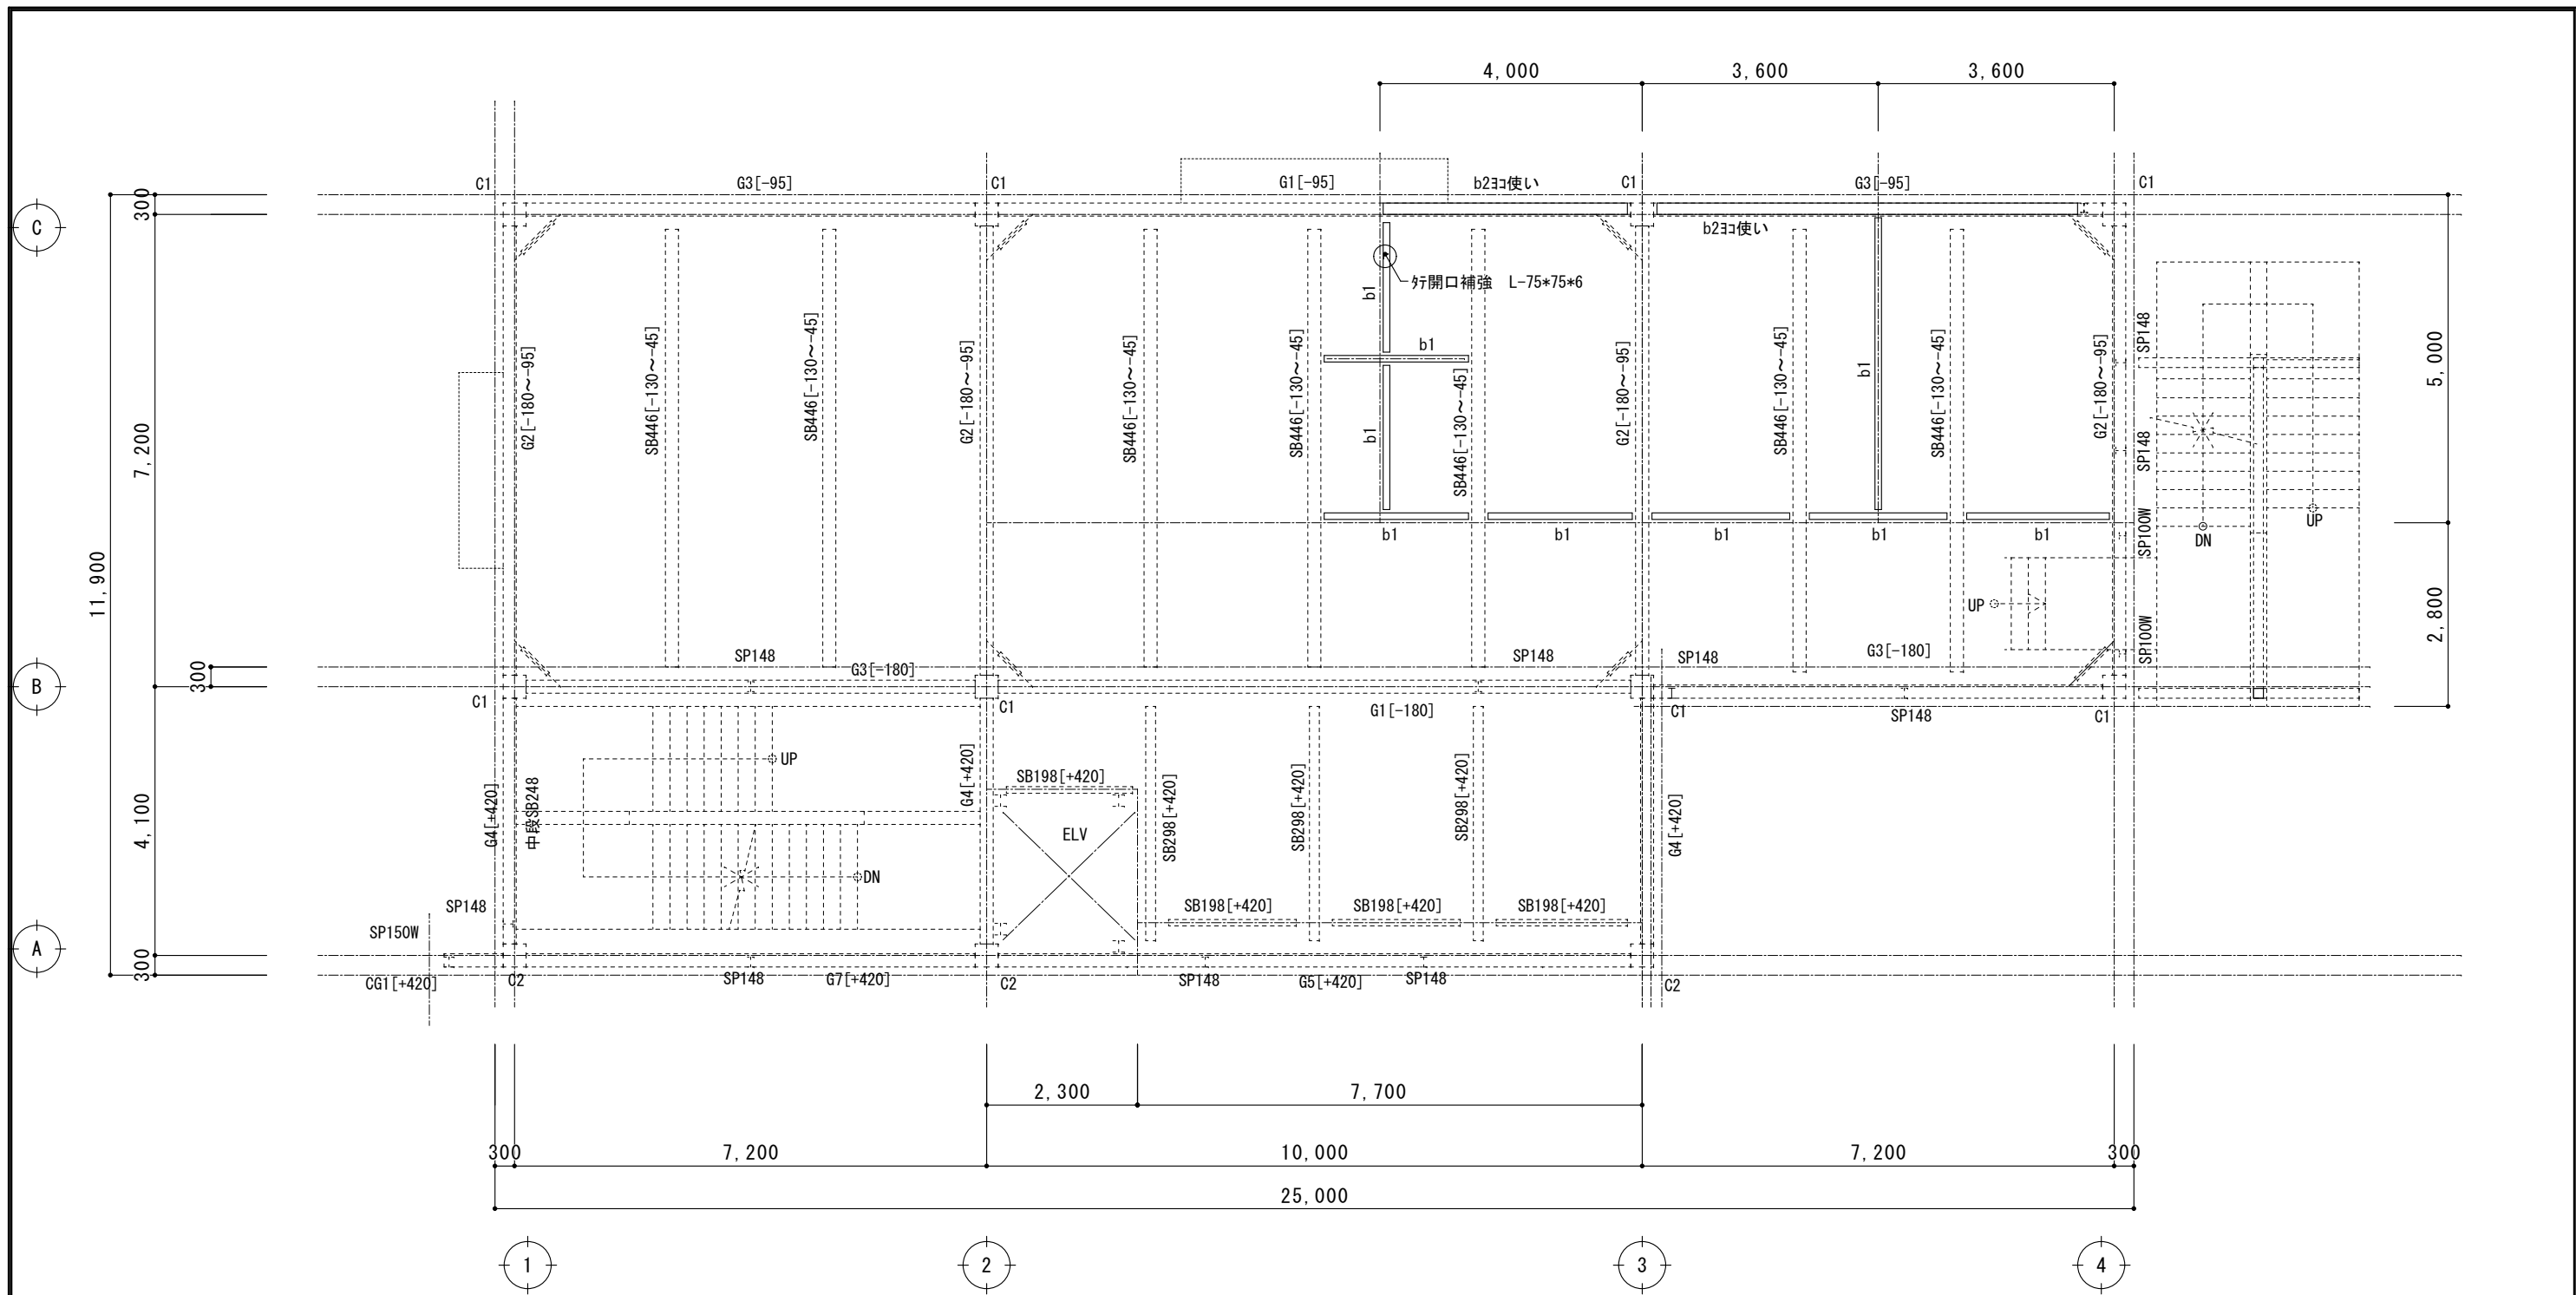 4,000
3,600
3,600
C1
G3[-95]
C1
G1[-95]
b2ﾖｺ使い
C1
G3[-95]
C1
300
C
b2ﾖｺ使い
ﾀﾃ開口補強 L-75*75*6
b1
b1
b1
b1
G2[-180～-95]
SB446[-130～-45]
SB446[-130～-45]
G2[-180～-95]
SB446[-130～-45]
SB446[-130～-45]
SB446[-130～-45]
G2[-180～-95]
SB446[-130～-45]
SB446[-130～-45]
G2[-180～-95]
SP148
SP148
SP100W
SP100W
5,000
7,200
11,900
b1
b1
b1
b1
b1
DN
UP
UP
2,800
SP148
G3[-180]
SP148
SP148
G3[-180]
300
B
C1
C1
G1[-180]
C1
SP148
C1
UP
SB198[+420]
G4[+420]
中段SB248
G4[+420]
SB298[+420]
SB298[+420]
SB298[+420]
G4[+420]
4,100
ELV
DN
SP148
SB198[+420]
SB198[+420]
SB198[+420]
SP150W
A
300
CG1[+420]
C2
SP148
G7[+420]
C2
SP148
G5[+420]
SP148
C2
2,300
7,700
300
7,200
10,000
7,200
300
25,000
1
2
3
4